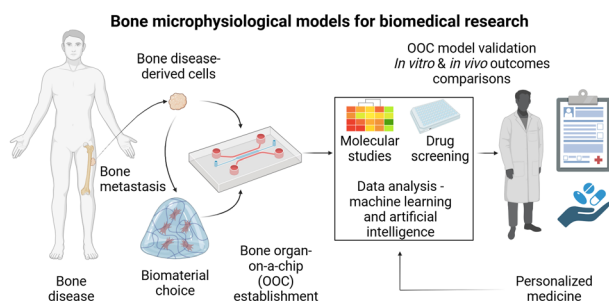 Bone microphysiological models for biomedical research
Bone disease-
derived cells
OOC model validation
In vitro & in vivo outcomes
comparisons
Bone
metastasis
Molecular
studies
Drug
screening
Data analysis -
machine learning
and artificial
intelligence
Bone
disease
Biomaterial
choice
Bone organ-
on-a-chip
(OOC)
establishment
Personalized
medicine